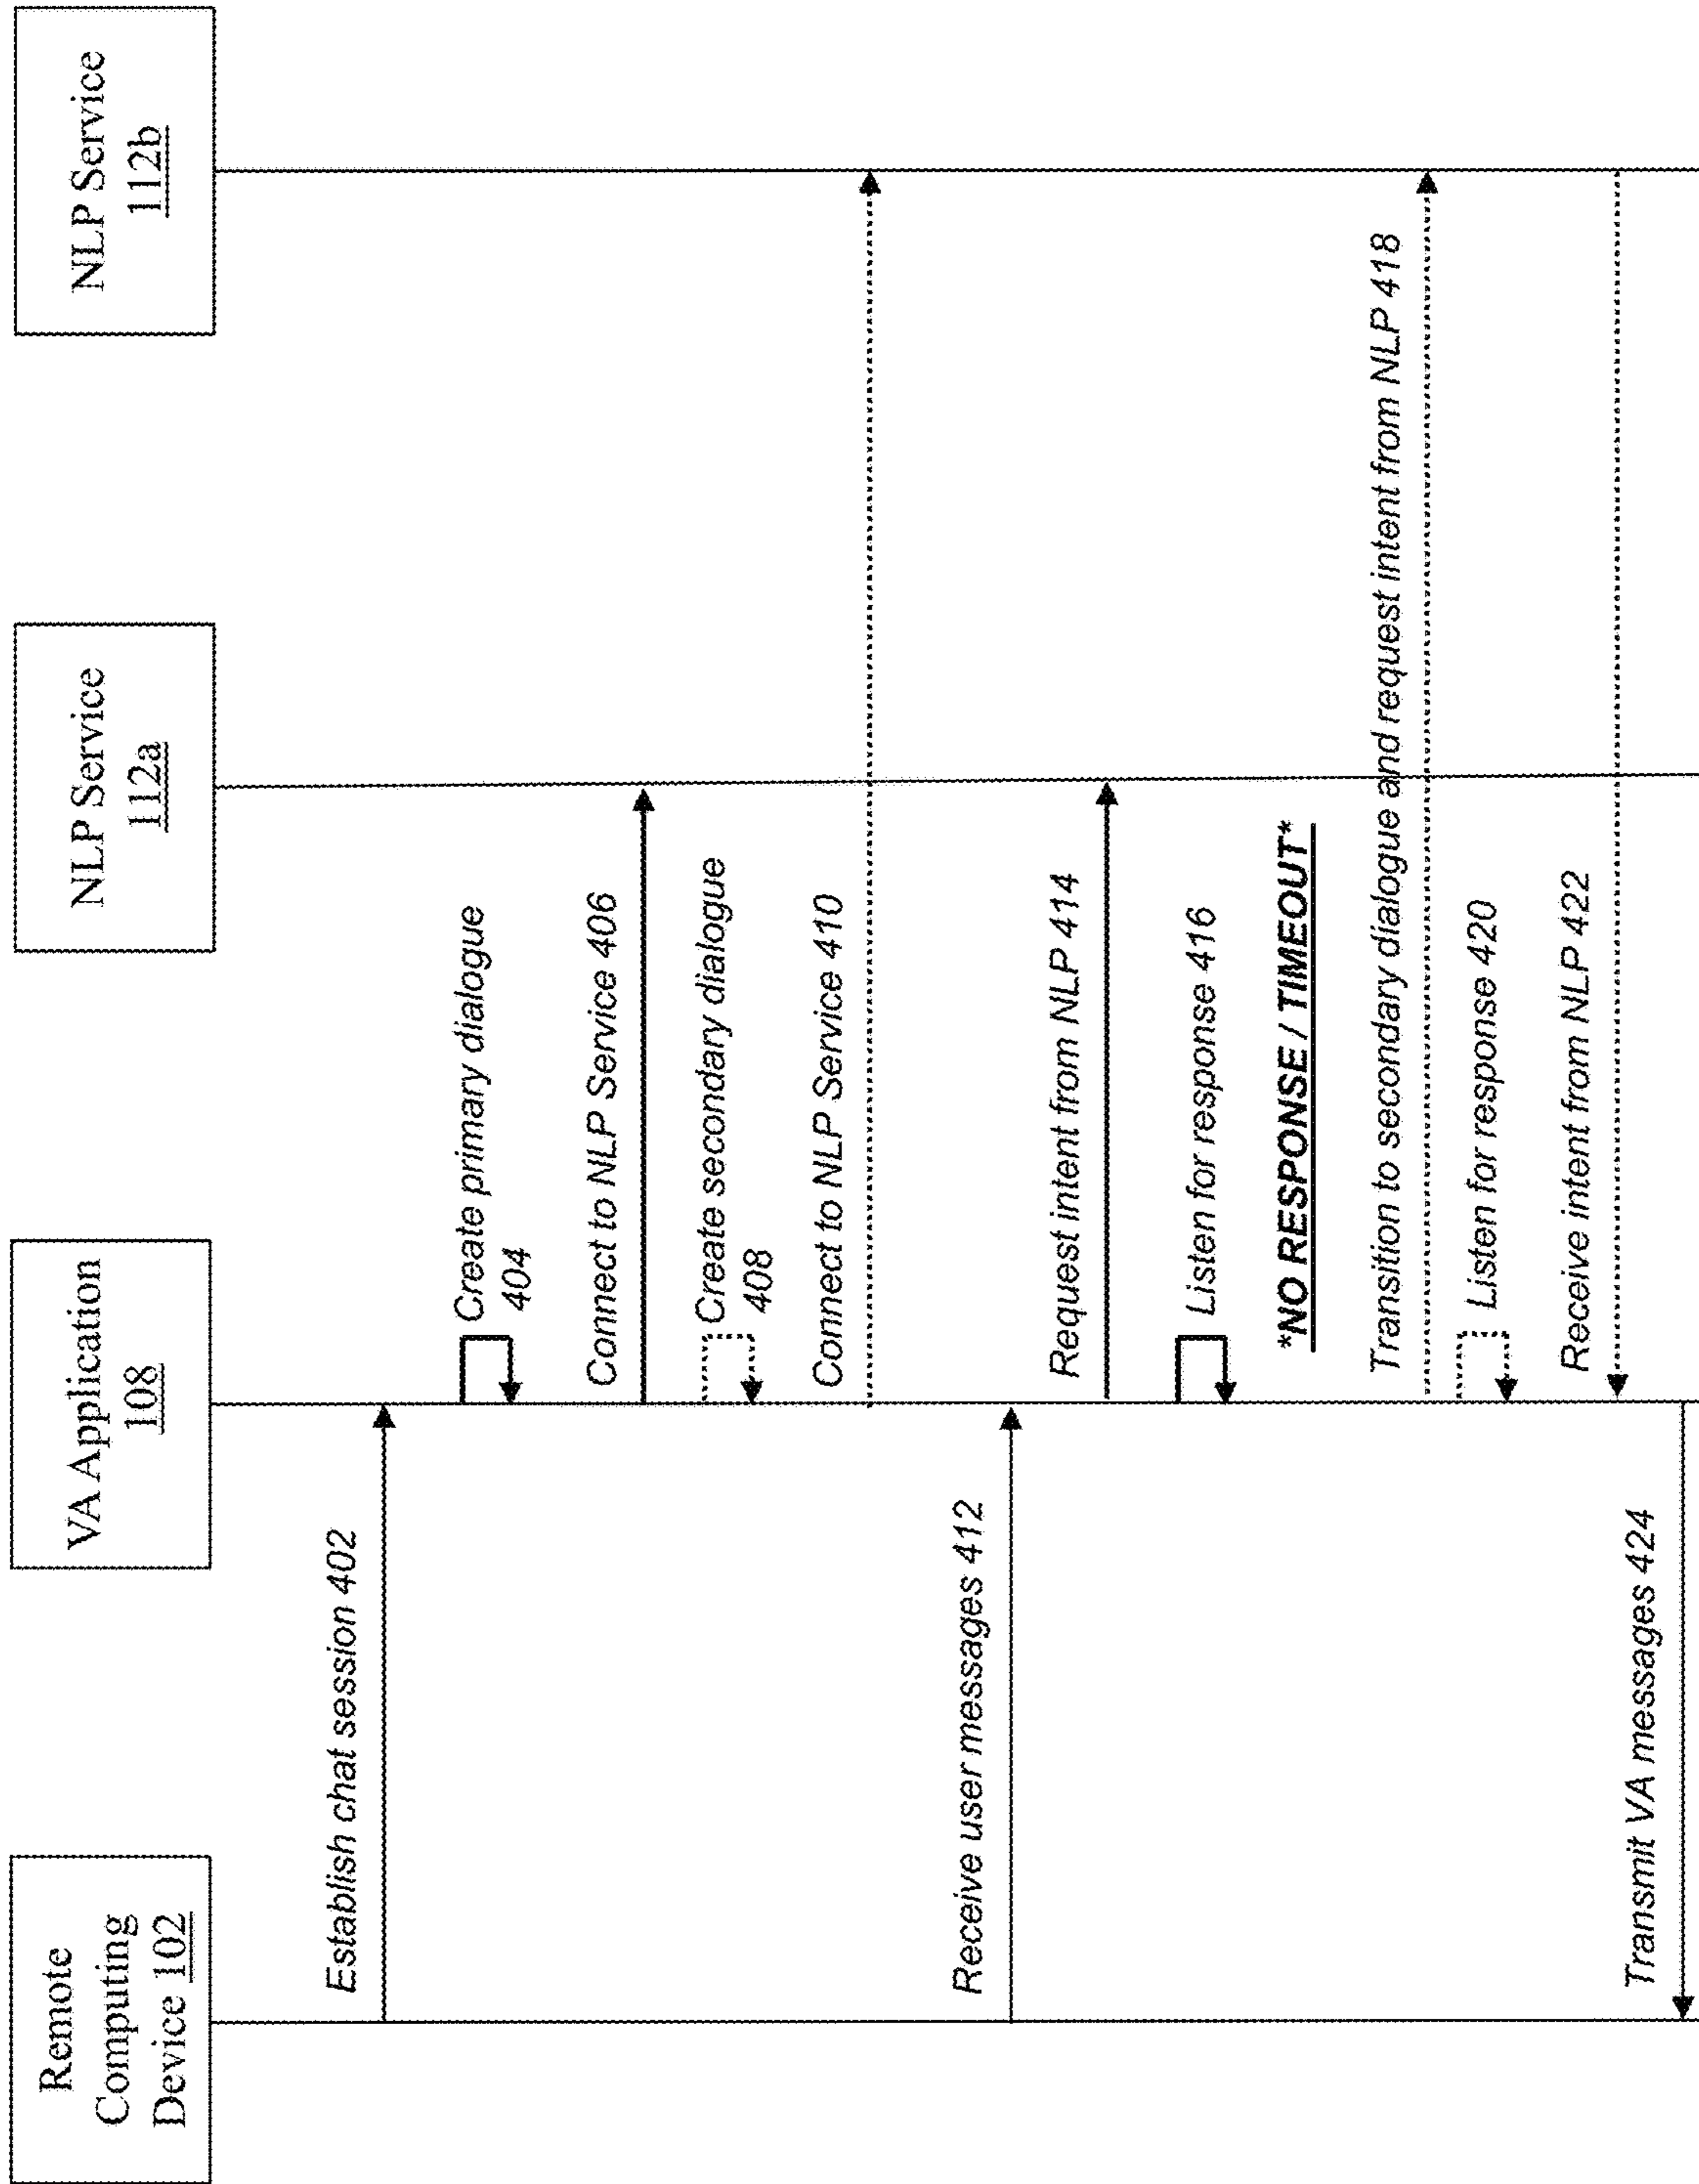 Remote
Computing
Device 102
VA Application
108
NLP Service
112a
NLP Service
112b
Establish chat session 402
Create primary dialogue
404
Connect to NLP Service 406
Create secondary dialogue
408
Connect to NLP Service 410
Receive user messages 412
Request intent from NLP 414
Listen for response 416
*NO RESPONSE / TIMEOUT*
Transition to secondary dialogue and request intent from NLP 418
Listen for response 420
Receive intent from NLP 422
Transmit VA messages 424